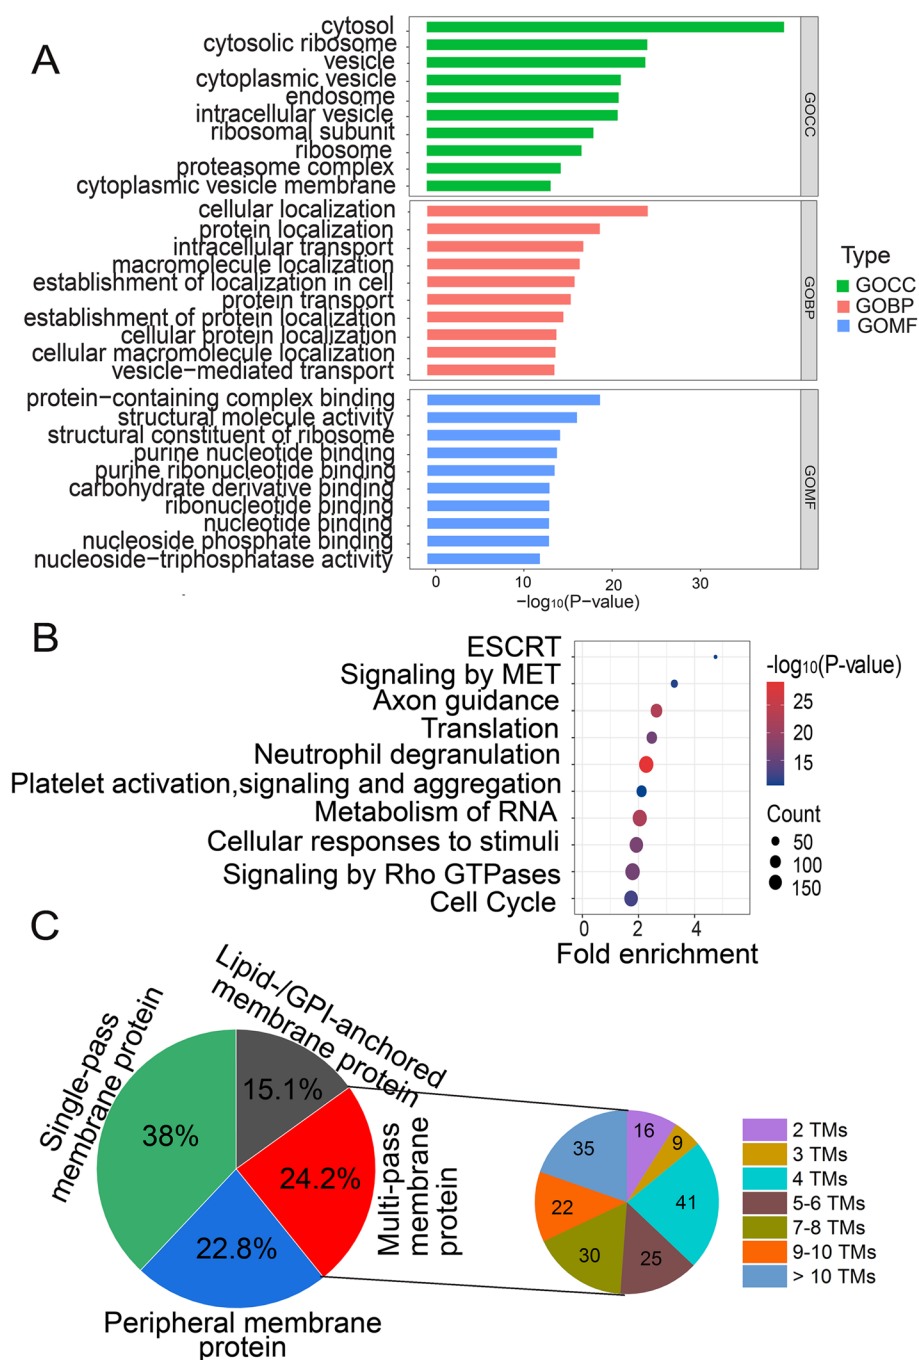 A
cytosol
cytosolic ribosome
vesicle
cytoplasmic vesicle
endosome
intracellular vesicle
ribosomal subunit
ribosome
proteasome complex
cytoplasmic vesicle membrane
GOCC
cellular localization
protein localization
intracellular transport
macromolecule localization
establishment of localization in cell
protein transport
establishment of protein localization
cellular protein localization
cellular macromolecule localization
vesicle−mediated transport
GOBP
protein−containing complex binding
structural molecule activity
structural constituent of ribosome
purine nucleotide binding
purine ribonucleotide binding
carbohydrate derivative binding
ribonucleotide binding
nucleotide binding
nucleoside phosphate binding
nucleoside−triphosphatase activity
GOMF
0 10 20 30
−log₁₀(P−value)
Type
GOCC
GOBP
GOMF
B
ESCRT
Signaling by MET
Axon guidance
Translation
Neutrophil degranulation
Platelet activation,signaling and aggregation
Metabolism of RNA
Cellular responses to stimuli
Signaling by Rho GTPases
Cell Cycle
0 2 4
Fold enrichment
-log₁₀(P-value)
25
20
15
Count
50
100
150
C
Single-pass
membrane protein
38%
Lipid-/GPI-anchored
membrane protein
15.1%
Multi-pass
membrane
protein
24.2%
22.8%
Peripheral membrane
protein
16
9
41
25
30
22
35
2 TMs
3 TMs
4 TMs
5-6 TMs
7-8 TMs
9-10 TMs
> 10 TMs